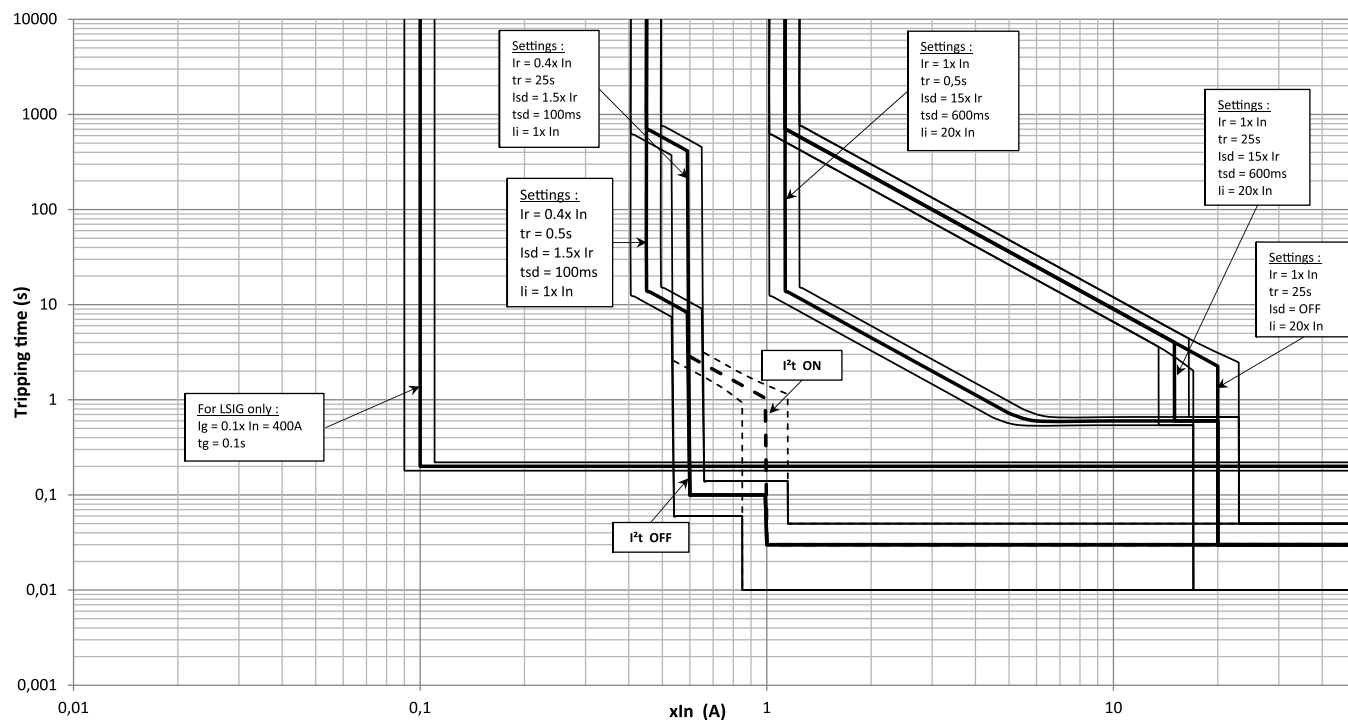 10000
1000
100
10
1
0,1
0,01
0,001
Tripping time (s)
0,01
0,1
1
10
xIn (A)
Settings :
Ir = 0.4x In
tr = 25s
Isd = 1.5x Ir
tsd = 100ms
Ii = 1x In
Settings :
Ir = 0.4x In
tr = 0.5s
Isd = 1.5x Ir
tsd = 100ms
Ii = 1x In
Settings :
Ir = 1x In
tr = 0,5s
Isd = 15x Ir
tsd = 600ms
Ii = 20x In
Settings :
Ir = 1x In
tr = 25s
Isd = 15x Ir
tsd = 600ms
Ii = 20x In
Settings :
Ir = 1x In
tr = 25s
Isd = OFF
Ii = 20x In
I²t ON
For LSIG only :
Ig = 0.1x In = 400A
tg = 0.1s
I²t OFF